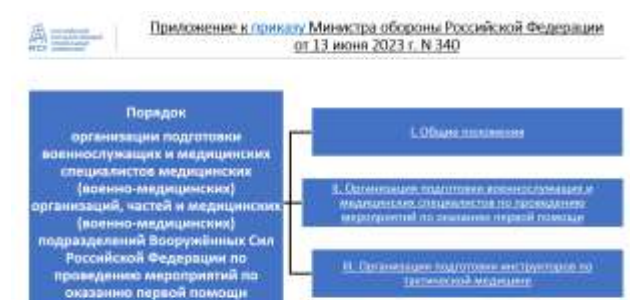 Приложение к приказу Министра обороны Российской Федерации
от 13 июня 2023 г. N 340
Порядок
организации подготовки
военнослужащих и медицинских
специалистов медицинских
(военно-медицинских)
организаций, частей и медицинских
(военно-медицинских)
подразделений Вооружённых Сил
Российской Федерации по
проведению мероприятий по
оказанию первой помощи
I. Общие положения
II. Организация подготовки военнослужащих и
медицинских специалистов по проведению
мероприятий по оказанию первой помощи
III. Организация подготовки инструкторов по
тактической медицине